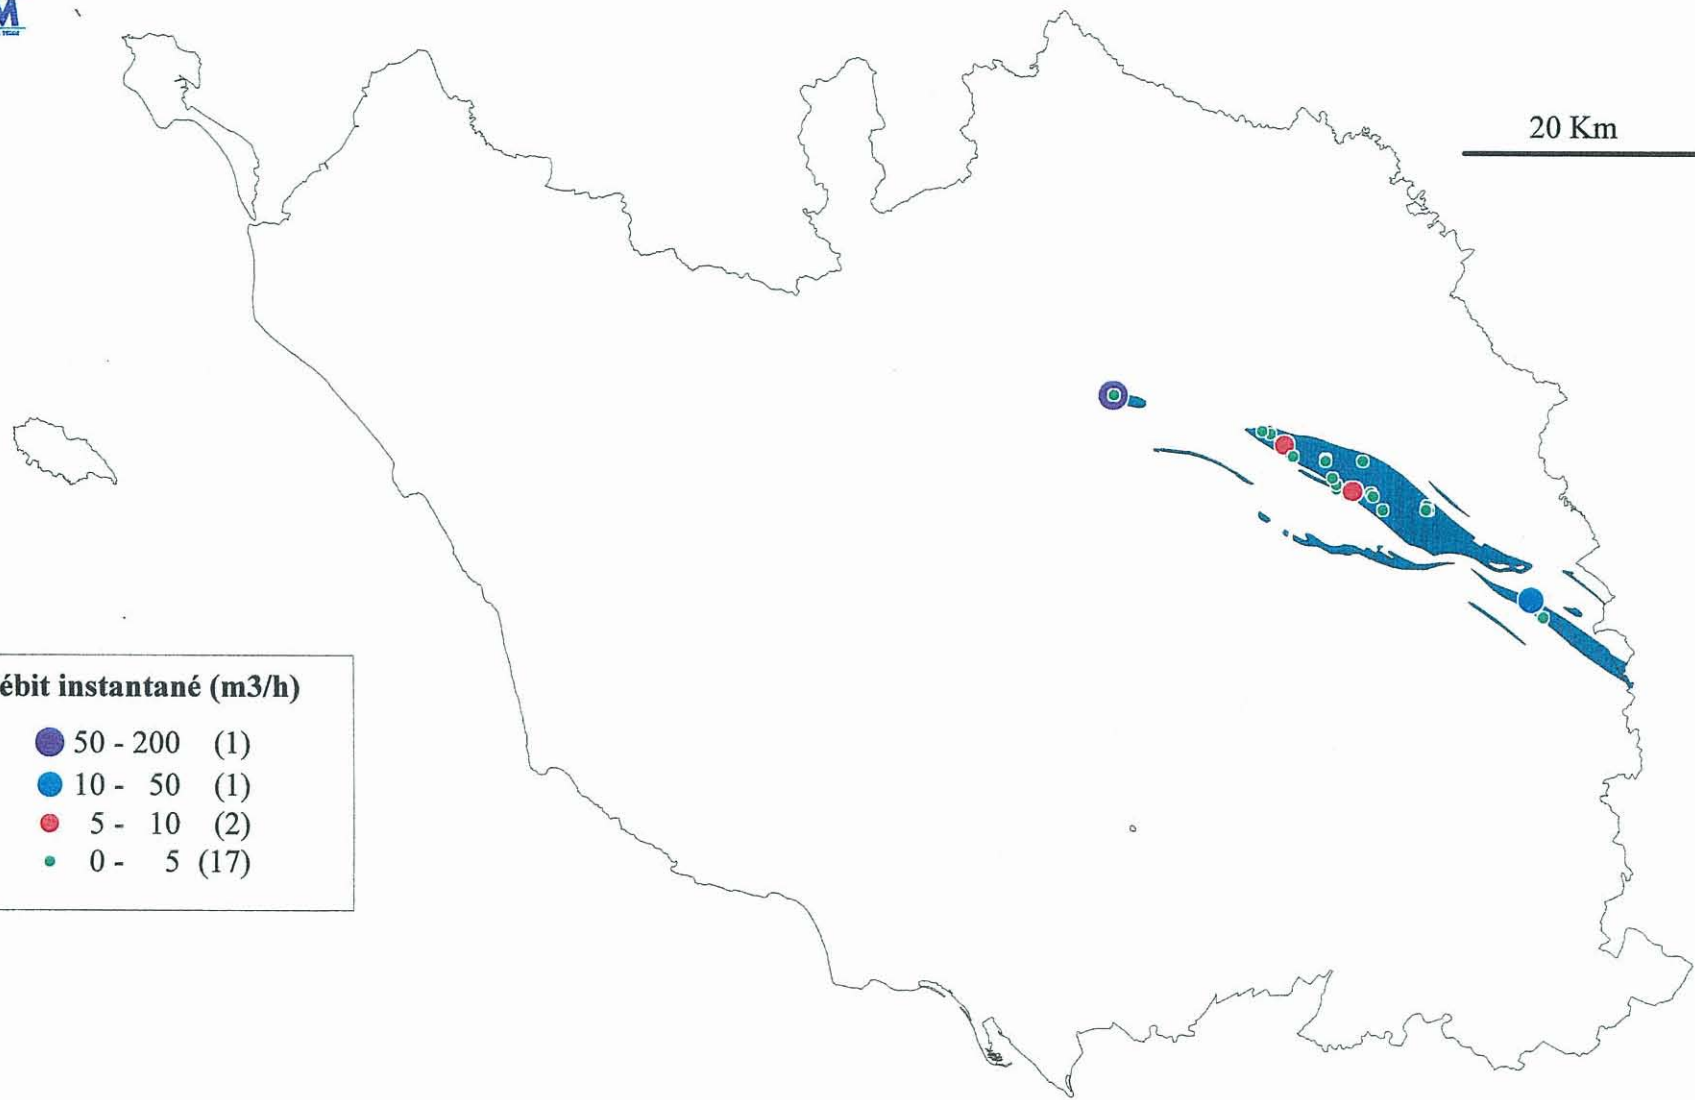 M
20 Km
ébit instantané (m3/h)
50 - 200 (1)
10 - 50 (1)
5 - 10 (2)
0 - 5 (17)